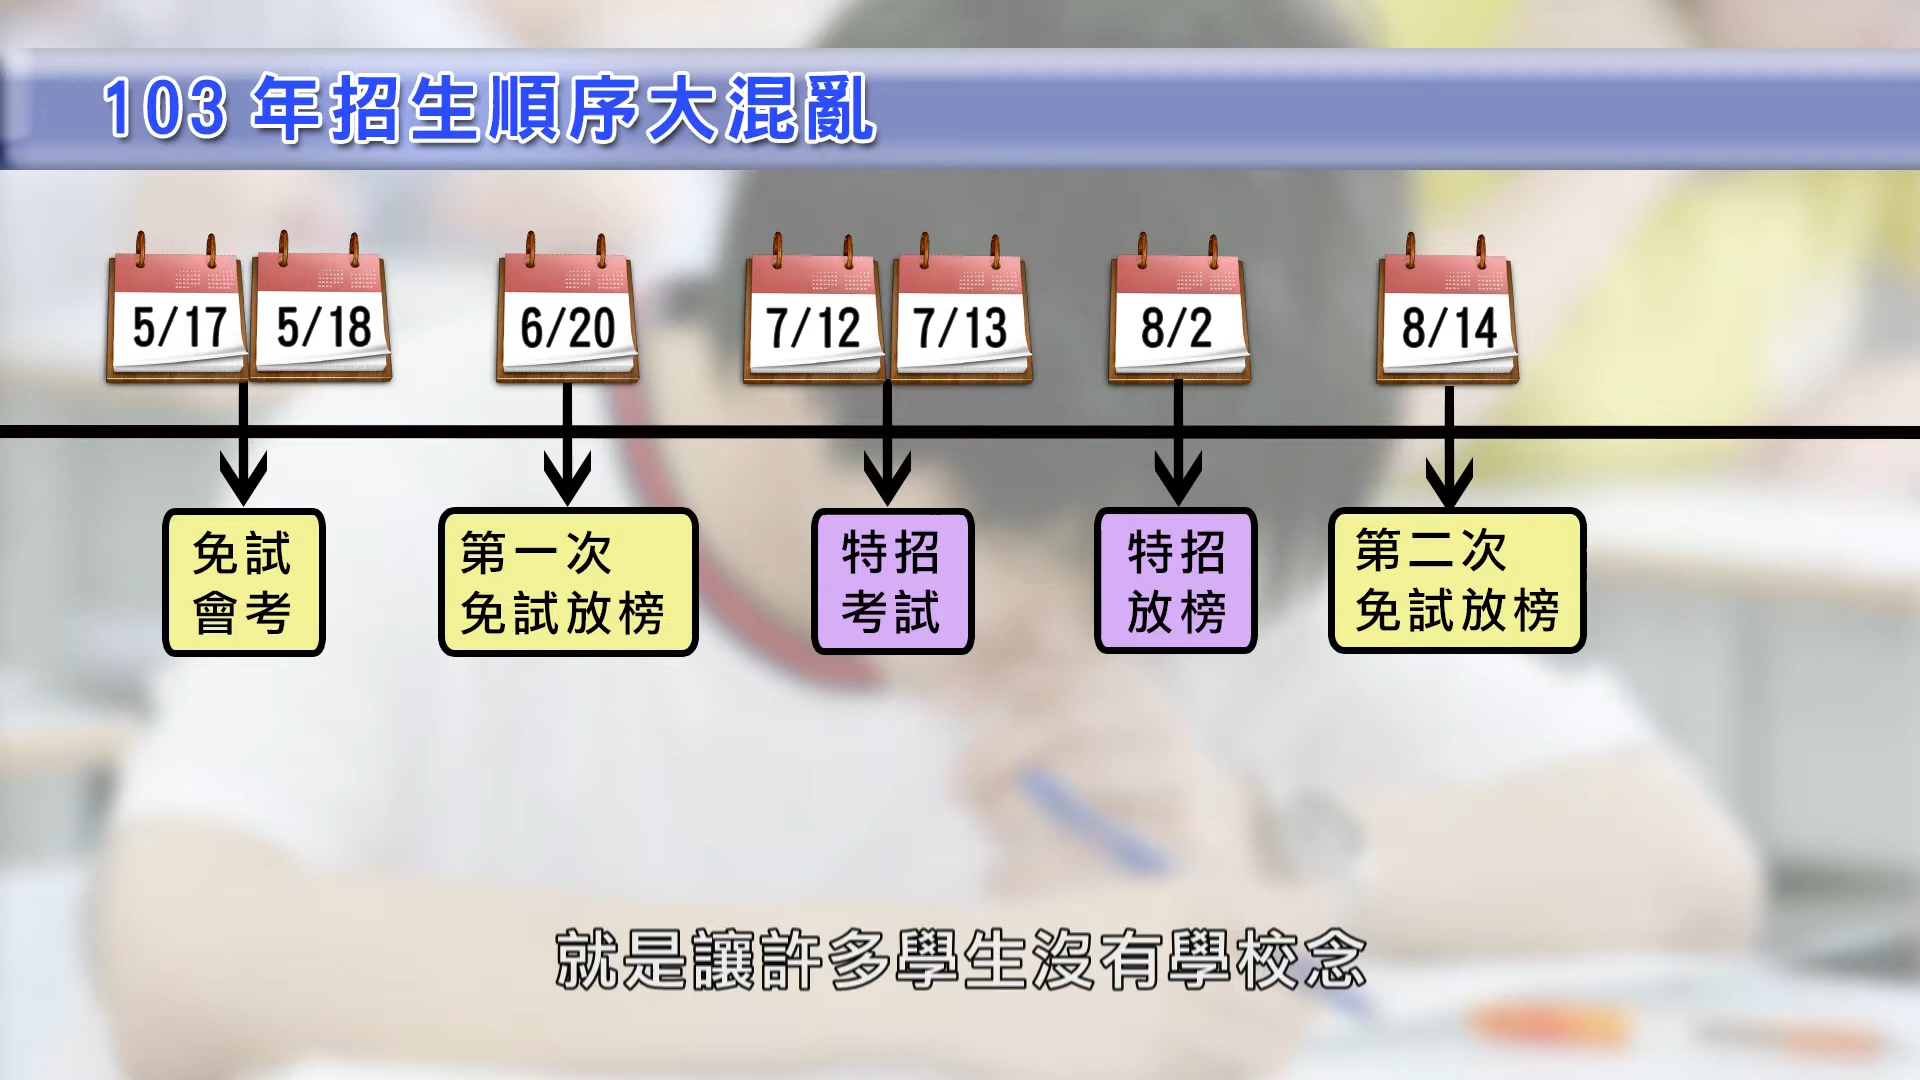 103年招生順序大混亂
5/17 5/18 6/20 7/12 7/13 8/2 8/14
免試
會考
第一次
免試放榜
特招
考試
特招
放榜
第二次
免試放榜
就是讓許多學生沒有學校念